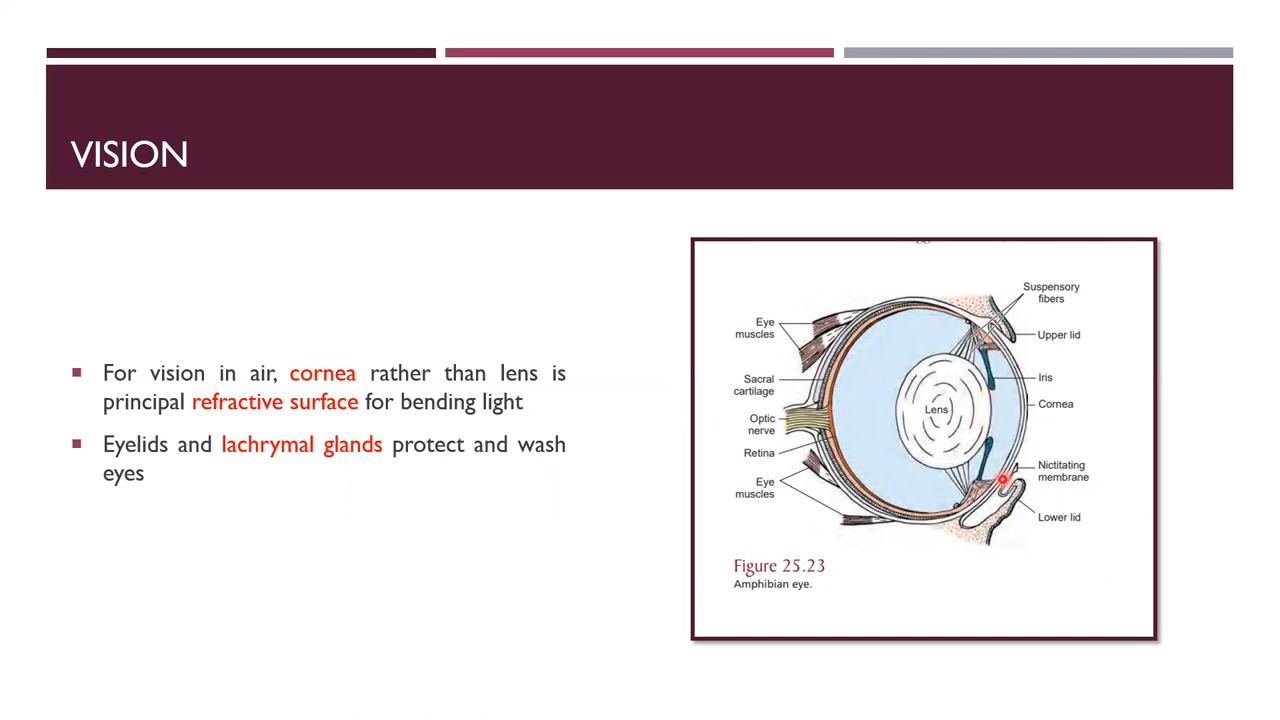 VISION
For vision in air, cornea rather than lens is
principal refractive surface for bending light
Eyelids and lachrymal glands protect and wash
eyes
Suspensory
fibers
Eye
muscles
Upper lid
Sacral
cartilage
Iris
Lens
Cornea
Optic
nerve
Retina
Nictitating
membrane
Eye
muscles
Lower lid
Figure 25.23
Amphibian eye.